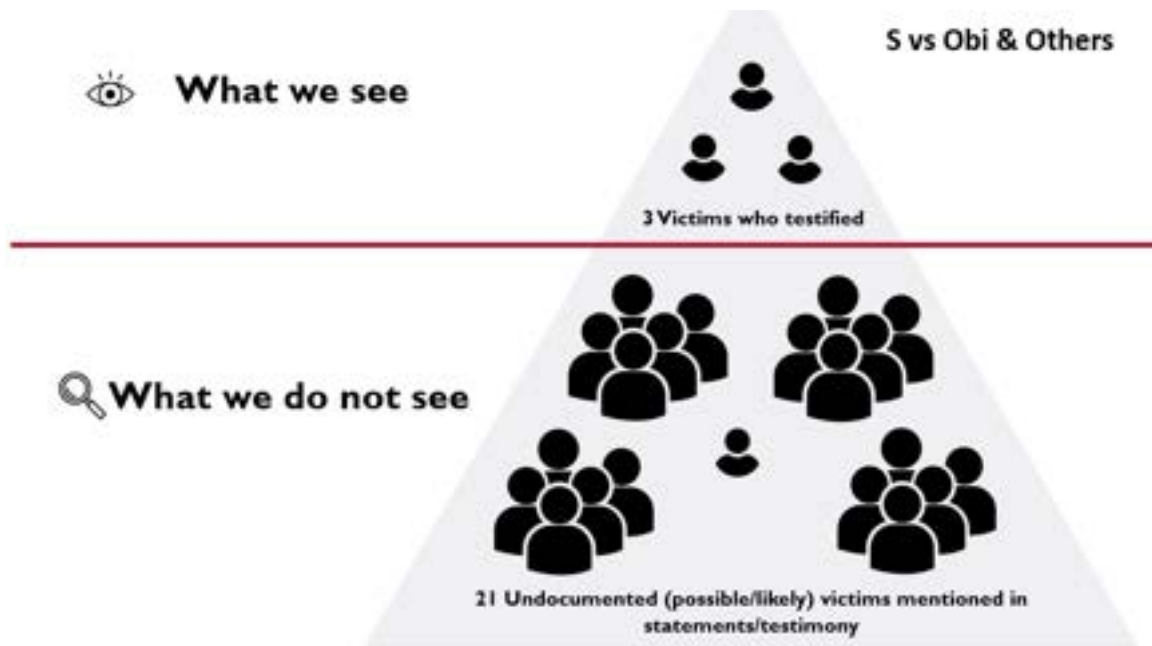 S vs Obi & Others
What we see
3 Victims who testified
What we do not see
21 Undocumented (possible/likely) victims mentioned in
statements/testimony